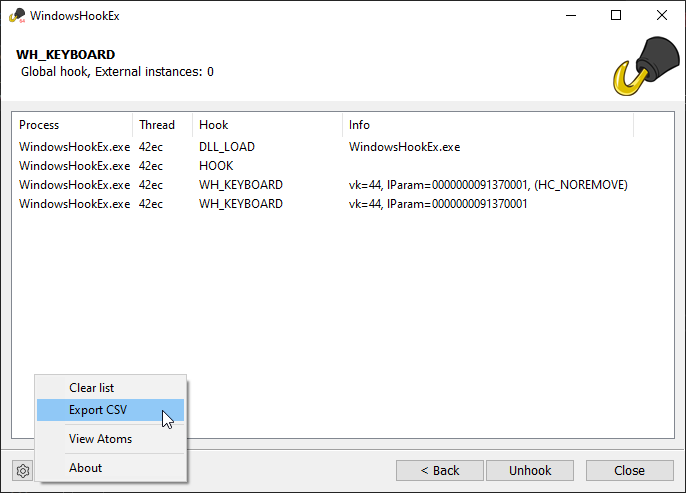 WindowsHookEx
WH_KEYBOARD
Global hook, External instances: 0
Process Thread Hook Info
WindowsHookEx.exe 42ec DLL_LOAD WindowsHookEx.exe
WindowsHookEx.exe 42ec HOOK
WindowsHookEx.exe 42ec WH_KEYBOARD vk=44, lParam=0000000091370001, (HC_NOREMOVE)
WindowsHookEx.exe 42ec WH_KEYBOARD vk=44, lParam=0000000091370001
Clear list
Export CSV
View Atoms
About
< Back Unhook Close